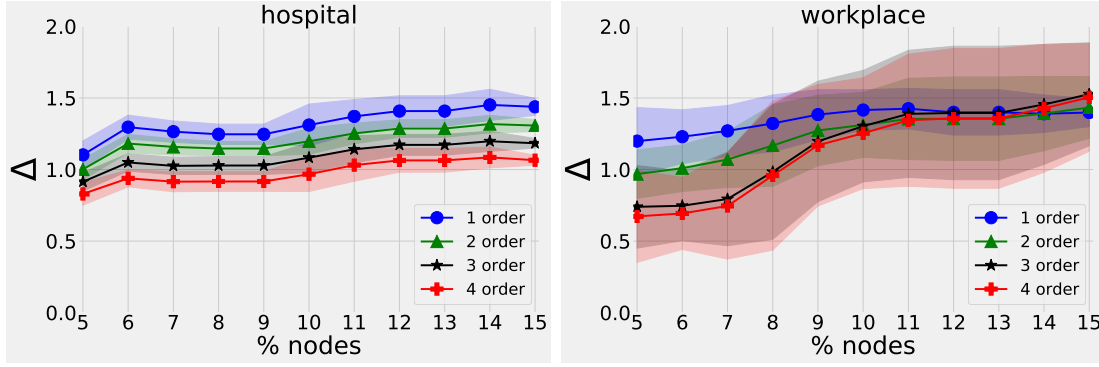 hospital
2.0
1.5
1.0
0.5
0.0
Δ
1 order
2 order
3 order
4 order
5 6 7 8 9 10 11 12 13 14 15
% nodes
workplace
2.0
1.5
1.0
0.5
0.0
Δ
1 order
2 order
3 order
4 order
5 6 7 8 9 10 11 12 13 14 15
% nodes